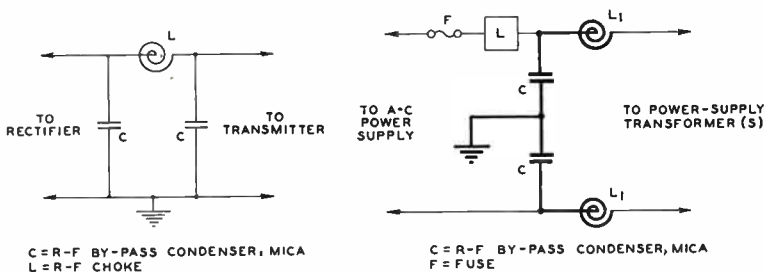 L
TO
RECTIFIER
C
C
TO
TRANSMITTER
C = R-F BY-PASS CONDENSER, MICA
L = R-F CHOKE
F
L
L1
C
TO A-C
POWER
SUPPLY
TO POWER-SUPPLY
TRANSFORMER (S)
C
L1
C = R-F BY-PASS CONDENSER, MICA
F = FUSE